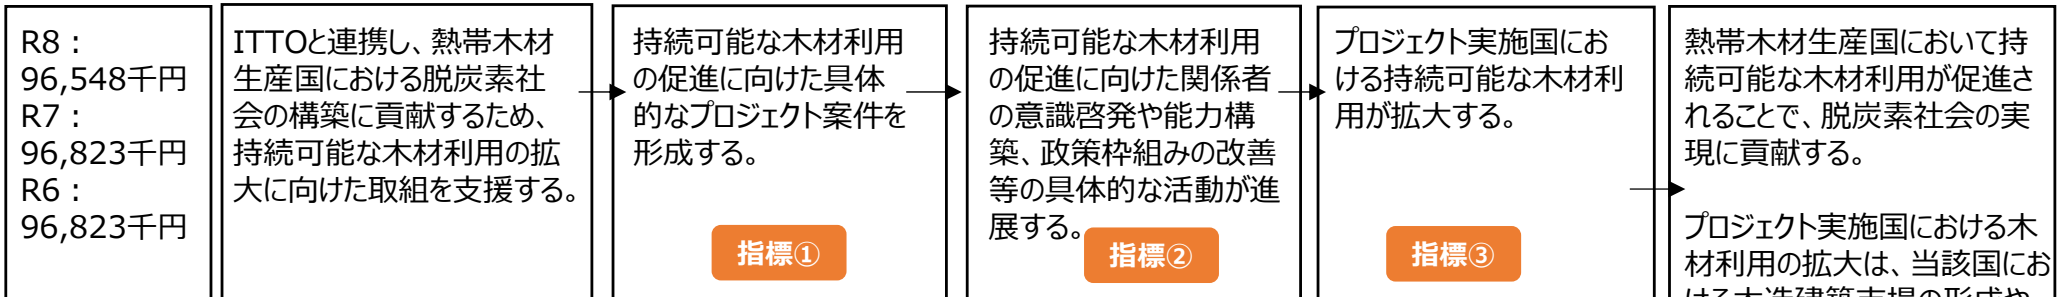 R8：
96,548千円
R7：
96,823千円
R6：
96,823千円
ITTOと連携し、熱帯木材
生産国における脱炭素社
会の構築に貢献するため、
持続可能な木材利用の拡
大に向けた取組を支援する。
持続可能な木材利用
の促進に向けた具体
的なプロジェクト案件を
形成する。
指標①
持続可能な木材利用
の促進に向けた関係者
の意識啓発や能力構
築、政策枠組みの改善
等の具体的な活動が進
展する。
指標②
プロジェクト実施国にお
ける持続可能な木材利
用が拡大する。
指標③
熱帯木材生産国において持
続可能な木材利用が促進さ
れることで、脱炭素社会の実
現に貢献する。
プロジェクト実施国における木
材利用の拡大は、当該国にお
ける木造建築市場の形成や